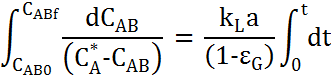 ∫_{C_{AB0}}^{C_{ABf}} dC_{AB} / (C_A^* - C_{AB}) = k_L a / (1-ε_G) ∫_0^t dt